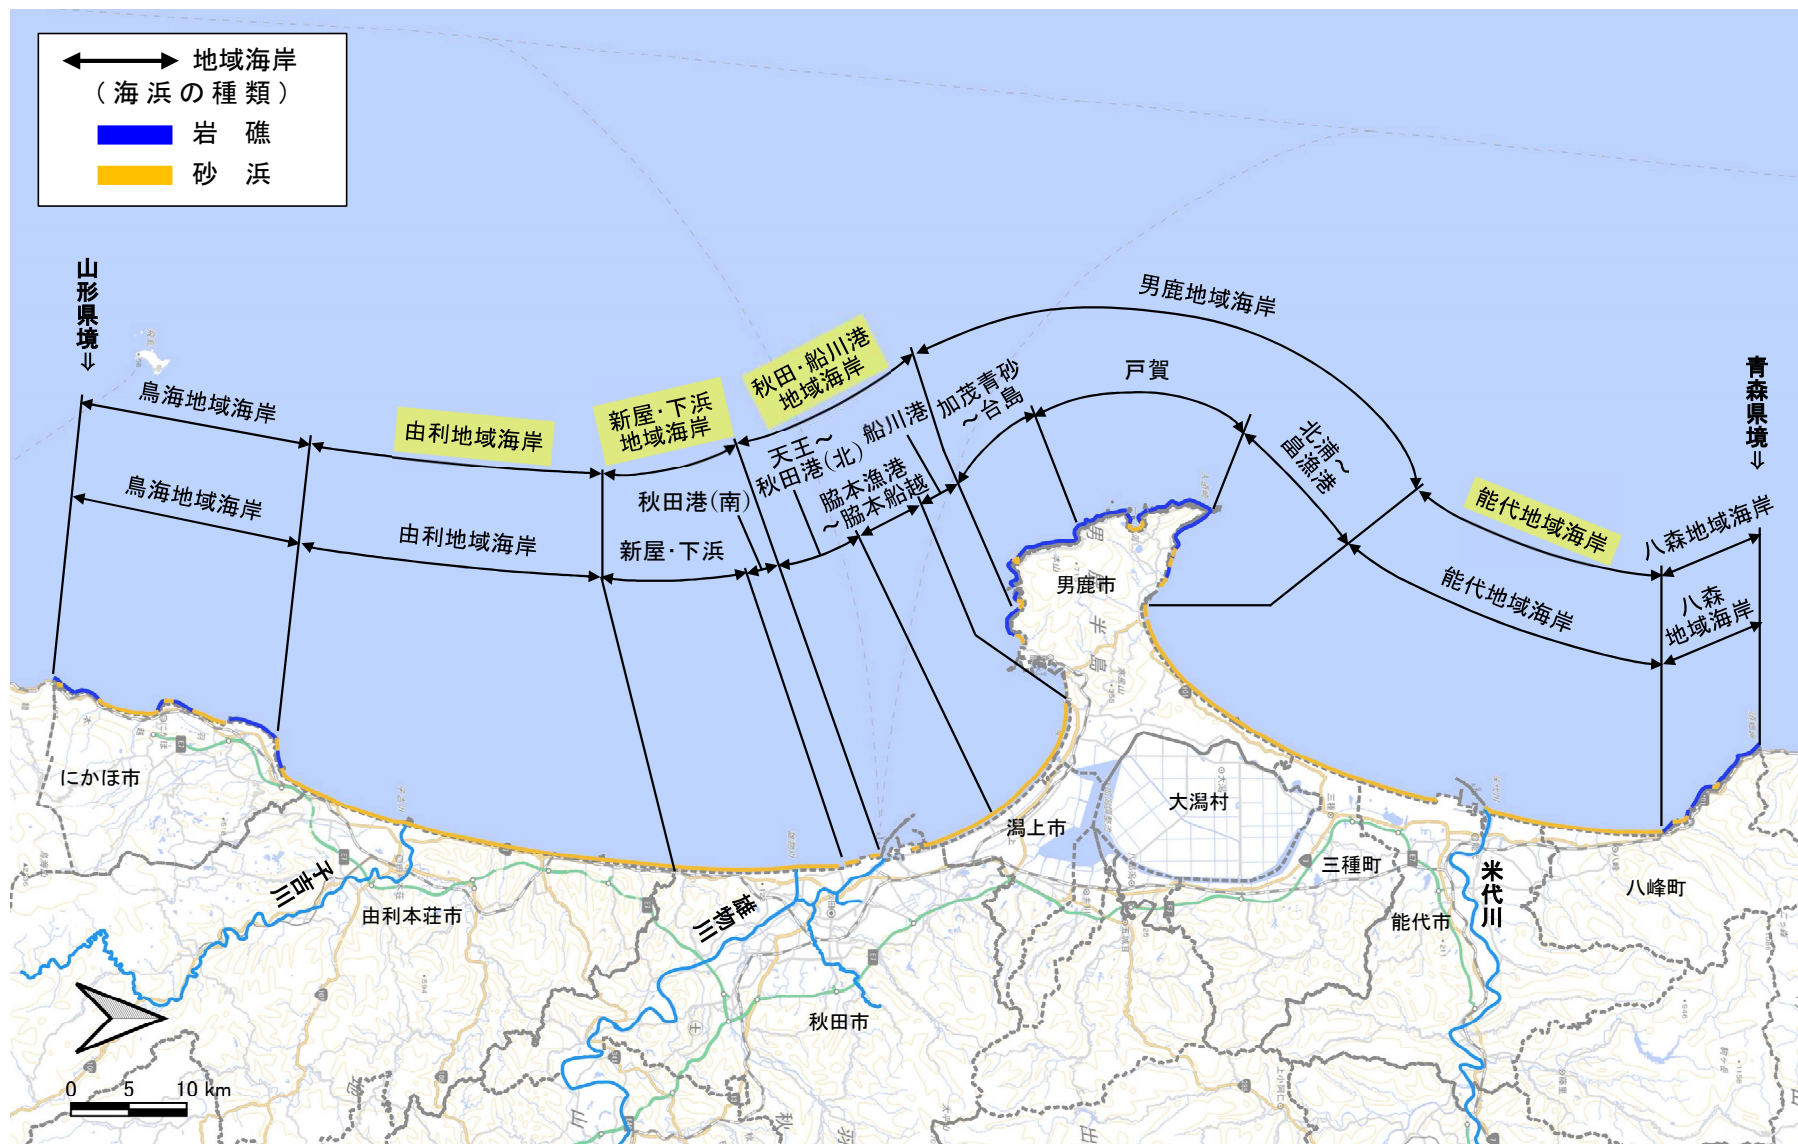 地域海岸
（海浜の種類）
岩　礁
砂　浜
山形県境⇒
青森県境⇒
鳥海地域海岸
由利地域海岸
新屋・下浜
地域海岸
秋田・船川港
地域海岸
男鹿地域海岸
能代地域海岸
八森地域海岸
鳥海地域海岸
由利地域海岸
新屋・下浜
秋田港(南)
天王～
秋田港(北)
脇本漁港
～脇本船越
船川港
加茂青砂
～台島
戸賀
北浦～
畠漁港
能代地域海岸
八森
地域海岸
男鹿市
男鹿半島
にかほ市
由利本荘市
秋田市
潟上市
大潟村
三種町
能代市
八峰町
子吉川
雄物川
米代川
0 5 10 km